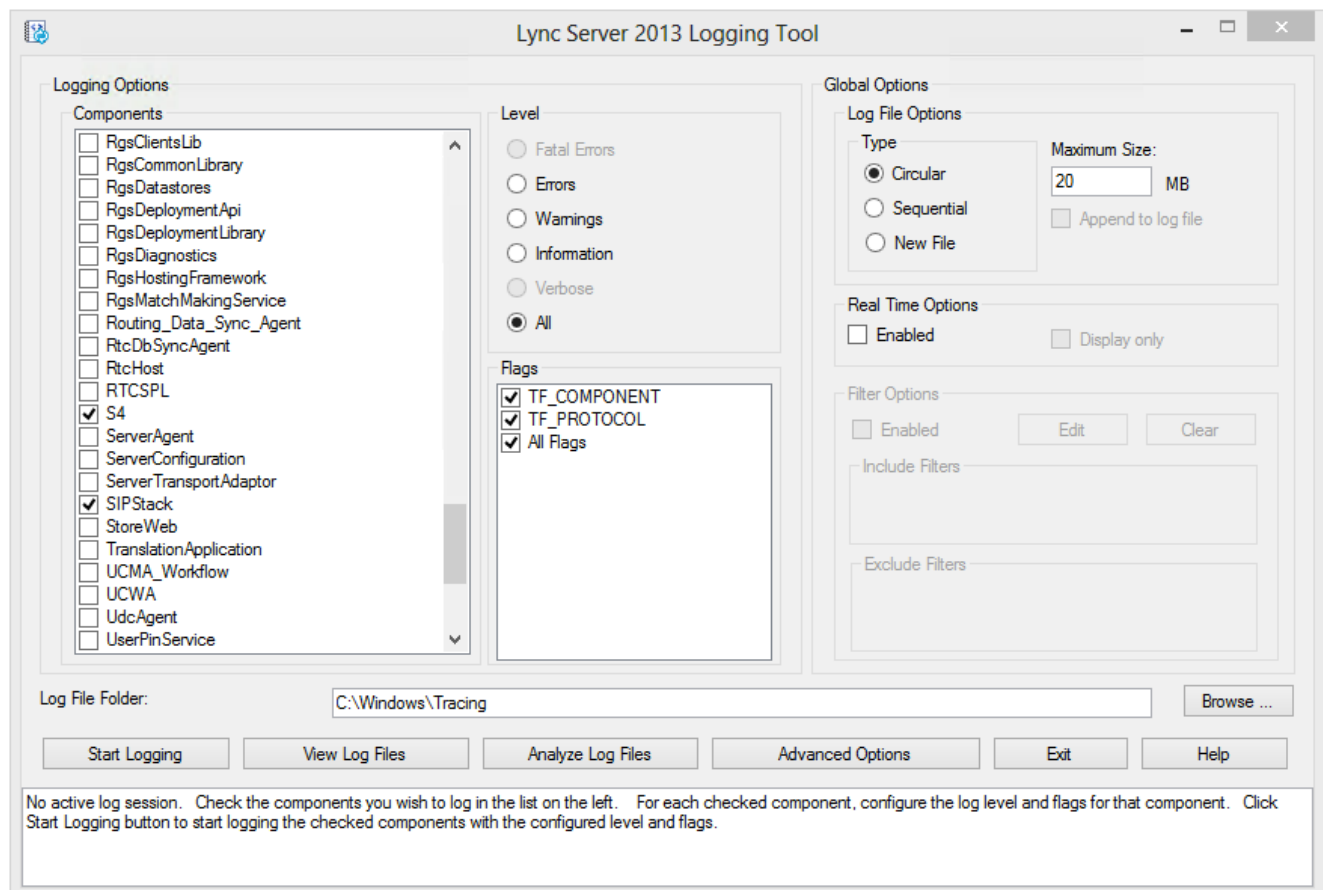 Lync Server 2013 Logging Tool
Logging Options
Components
RgsClientsLib
RgsCommonLibrary
RgsDatastores
RgsDeploymentApi
RgsDeploymentLibrary
RgsDiagnostics
RgsHostingFramework
RgsMatchMakingService
Routing_Data_Sync_Agent
RtcDbSyncAgent
RtcHost
RTCSPL
S4
ServerAgent
ServerConfiguration
ServerTransportAdaptor
SIPStack
StoreWeb
TranslationApplication
UCMA_Workflow
UCWA
UdcAgent
UserPinService
Level
Fatal Errors
Errors
Warnings
Information
Verbose
All
Flags
TF_COMPONENT
TF_PROTOCOL
All Flags
Global Options
Log File Options
Type
Circular
Sequential
New File
Maximum Size:
20 MB
Append to log file
Real Time Options
Enabled
Display only
Filter Options
Enabled
Edit
Clear
Include Filters
Exclude Filters
Log File Folder:
C:\Windows\Tracing
Browse ...
Start Logging
View Log Files
Analyze Log Files
Advanced Options
Exit
Help
No active log session. Check the components you wish to log in the list on the left. For each checked component, configure the log level and flags for that component. Click
Start Logging button to start logging the checked components with the configured level and flags.